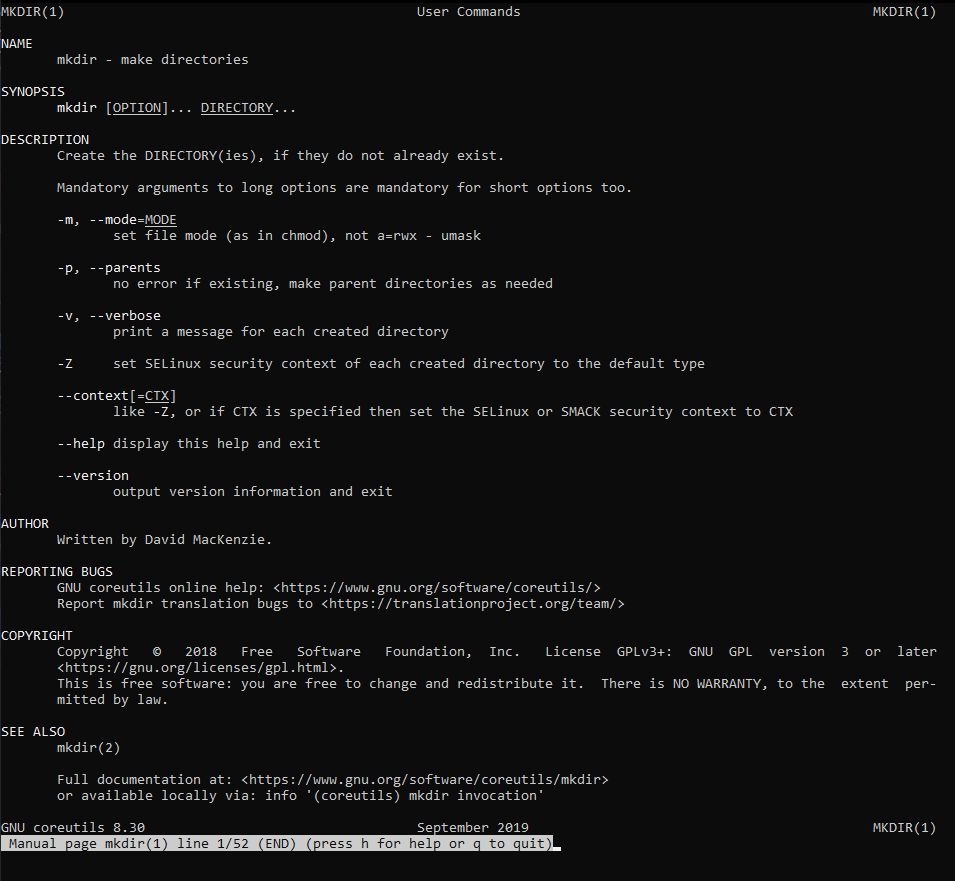 MKDIR(1) User Commands MKDIR(1)
NAME
mkdir - make directories
SYNOPSIS
mkdir [OPTION]... DIRECTORY...
DESCRIPTION
Create the DIRECTORY(ies), if they do not already exist.
Mandatory arguments to long options are mandatory for short options too.
-m, --mode=MODE
set file mode (as in chmod), not a=rwx - umask
-p, --parents
no error if existing, make parent directories as needed
-v, --verbose
print a message for each created directory
-Z set SELinux security context of each created directory to the default type
--context[=CTX]
like -Z, or if CTX is specified then set the SELinux or SMACK security context to CTX
--help display this help and exit
--version
output version information and exit
AUTHOR
Written by David MacKenzie.
REPORTING BUGS
GNU coreutils online help: <https://www.gnu.org/software/coreutils/>
Report mkdir translation bugs to <https://translationproject.org/team/>
COPYRIGHT
Copyright © 2018 Free Software Foundation, Inc. License GPLv3+: GNU GPL version 3 or later
<https://gnu.org/licenses/gpl.html>.
This is free software: you are free to change and redistribute it. There is NO WARRANTY, to the extent per-
mitted by law.
SEE ALSO
mkdir(2)
Full documentation at: <https://www.gnu.org/software/coreutils/mkdir>
or available locally via: info '(coreutils) mkdir invocation'
GNU coreutils 8.30 September 2019 MKDIR(1)
Manual page mkdir(1) line 1/52 (END) (press h for help or q to quit)